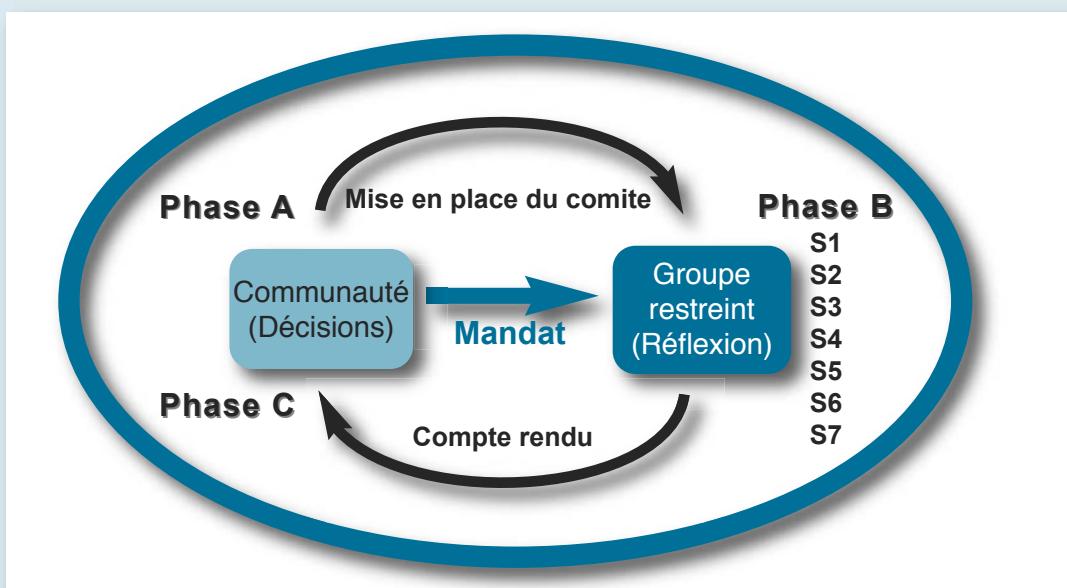 Phase A
Mise en place du comite
Phase B
S1
S2
S3
S4
S5
S6
S7
Communauté
(Décisions)
Mandat
Groupe
restreint
(Réflexion)
Phase C
Compte rendu